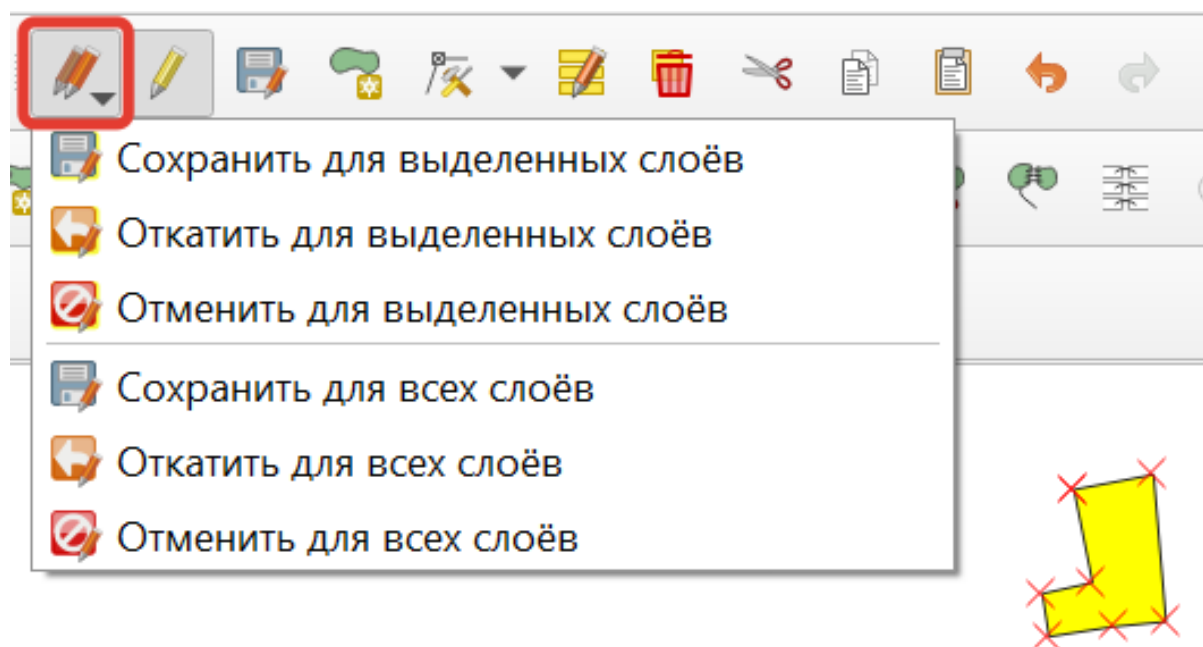 Сохранить для выделенных слоёв
Откатить для выделенных слоёв
Отменить для выделенных слоёв
Сохранить для всех слоёв
Откатить для всех слоёв
Отменить для всех слоёв